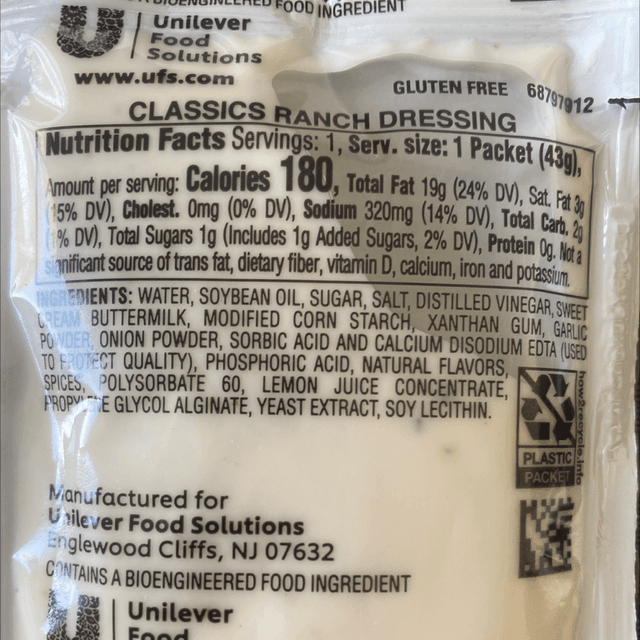 BIOENGINEERED FOOD INGREDIENT
Unilever
Food
Solutions
www.ufs.com
GLUTEN FREE 68797912
CLASSICS RANCH DRESSING
Nutrition Facts Servings: 1, Serv. size: 1 Packet (43g),
Amount per serving: Calories 180, Total Fat 19g (24% DV), Sat. Fat 3g
(15% DV), Cholest. 0mg (0% DV), Sodium 320mg (14% DV), Total Carb. 2g
(1% DV), Total Sugars 1g (Includes 1g Added Sugars, 2% DV), Protein 0g. Not a
significant source of trans fat, dietary fiber, vitamin D, calcium, iron and potassium.
INGREDIENTS: WATER, SOYBEAN OIL, SUGAR, SALT, DISTILLED VINEGAR, SWEET
CREAM BUTTERMILK, MODIFIED CORN STARCH, XANTHAN GUM, GARLIC
POWDER, ONION POWDER, SORBIC ACID AND CALCIUM DISODIUM EDTA (USED
TO PROTECT QUALITY), PHOSPHORIC ACID, NATURAL FLAVORS,
SPICES, POLYSORBATE 60, LEMON JUICE CONCENTRATE,
PROPYLENE GLYCOL ALGINATE, YEAST EXTRACT, SOY LECITHIN.
how2recycle.info
PLASTIC
PACKET
Manufactured for
Unilever Food Solutions
Englewood Cliffs, NJ 07632
CONTAINS A BIOENGINEERED FOOD INGREDIENT
Unilever
Food